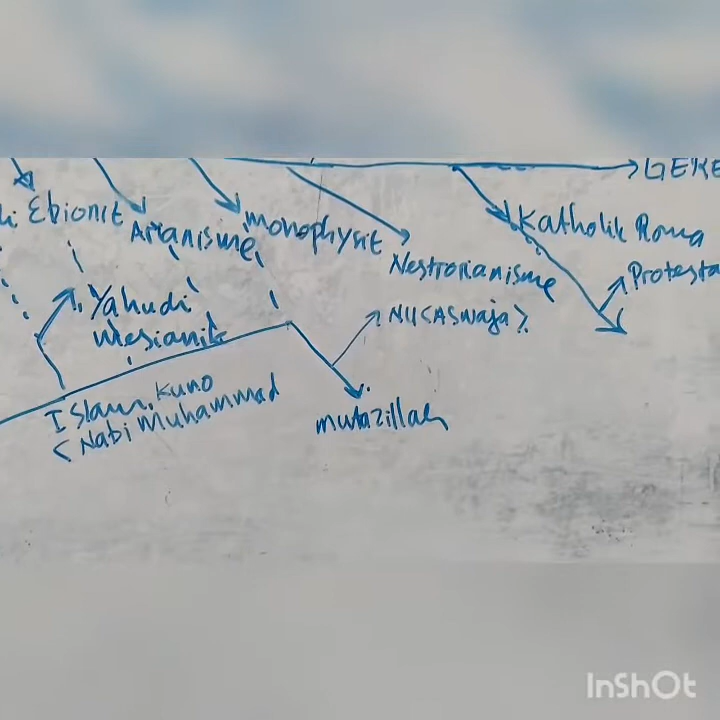 GERE
Ebionit
Arianisme
monophysit
Nestorianisme
Katholik Roma
Protesta
Yahudi
Mesianik
NU <ASWaja>
Islam kuno
< Nabi Muhammad
mutazillah
InShOt